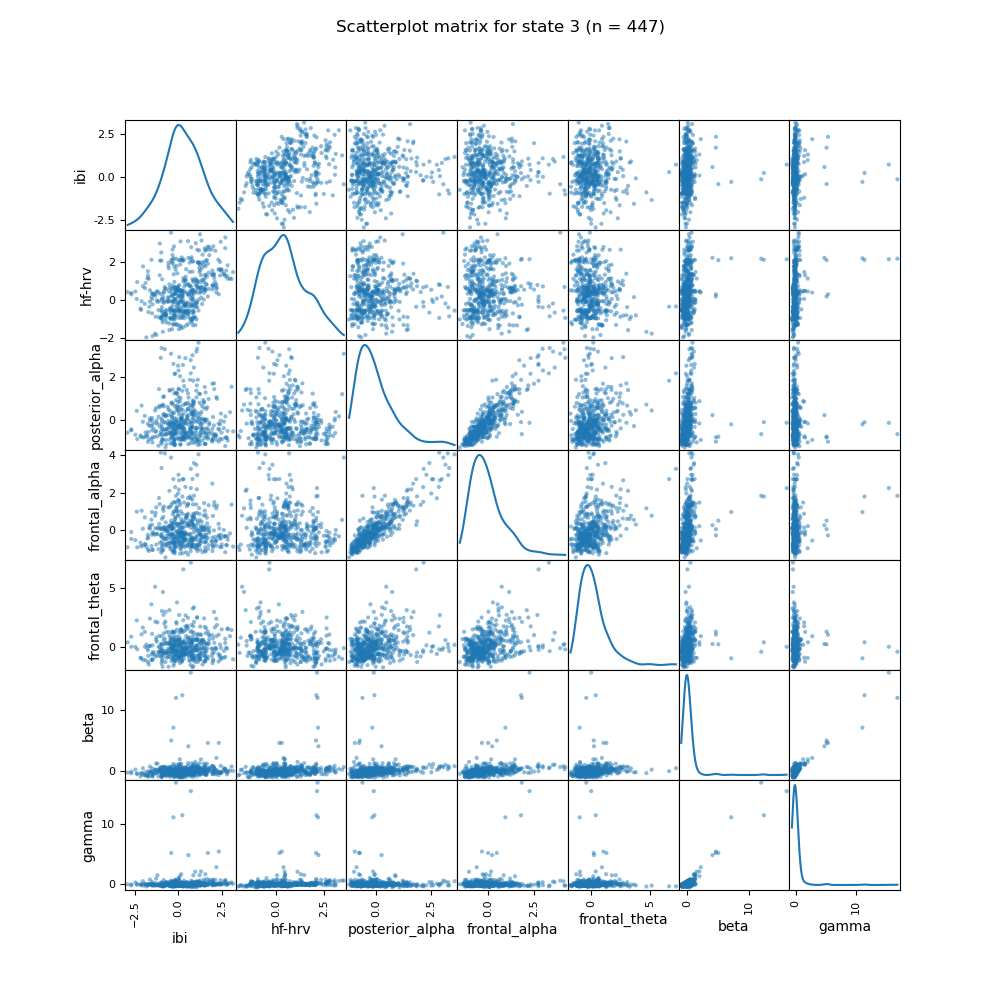 Scatterplot matrix for state 3 (n = 447)
ibi
2.5
0.0
−2.5
hf-hrv
2
0
−2
posterior_alpha
2
0
frontal_alpha
4
2
0
frontal_theta
5
0
beta
10
0
gamma
10
0
−2.5 0.0 2.5 0.0 2.5 0.0 2.5 0.0 2.5 0 5 0 10 0 10
ibi hf-hrv posterior_alpha frontal_alpha frontal_theta beta gamma